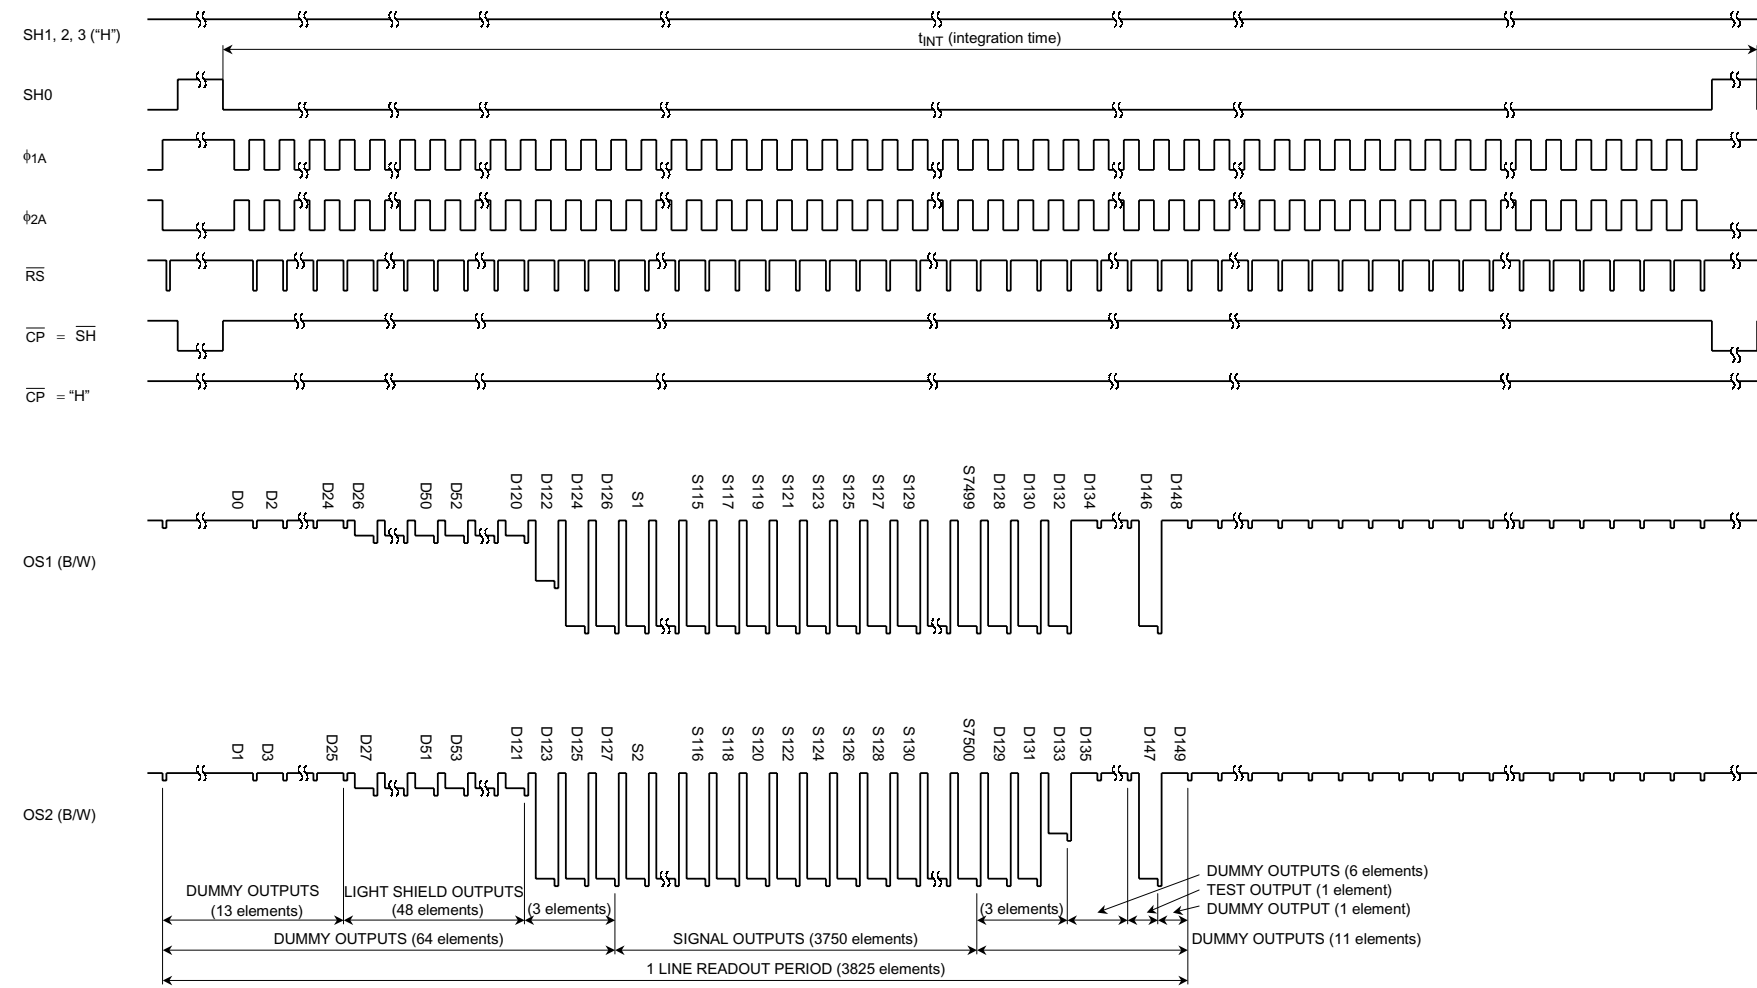 SH1, 2, 3 (“H”)
tINT (integration time)
SH0
ϕ1A
ϕ2A
RS
CP = SH
CP = “H”
D0 D2 D24 D26 D50 D52 D120 D122 D124 D126 S1 S115 S117 S119 S121 S123 S125 S127 S129 S7499 D128 D130 D132 D134 D146 D148
OS1 (B/W)
D1 D3 D25 D27 D51 D53 D121 D123 D125 D127 S2 S116 S118 S120 S122 S124 S126 S128 S130 S7500 D129 D131 D133 D135 D147 D149
OS2 (B/W)
DUMMY OUTPUTS
(13 elements)
LIGHT SHIELD OUTPUTS
(48 elements)
(3 elements)
(3 elements)
DUMMY OUTPUTS (6 elements)
TEST OUTPUT (1 element)
DUMMY OUTPUT (1 element)
DUMMY OUTPUTS (64 elements)
SIGNAL OUTPUTS (3750 elements)
DUMMY OUTPUTS (11 elements)
1 LINE READOUT PERIOD (3825 elements)